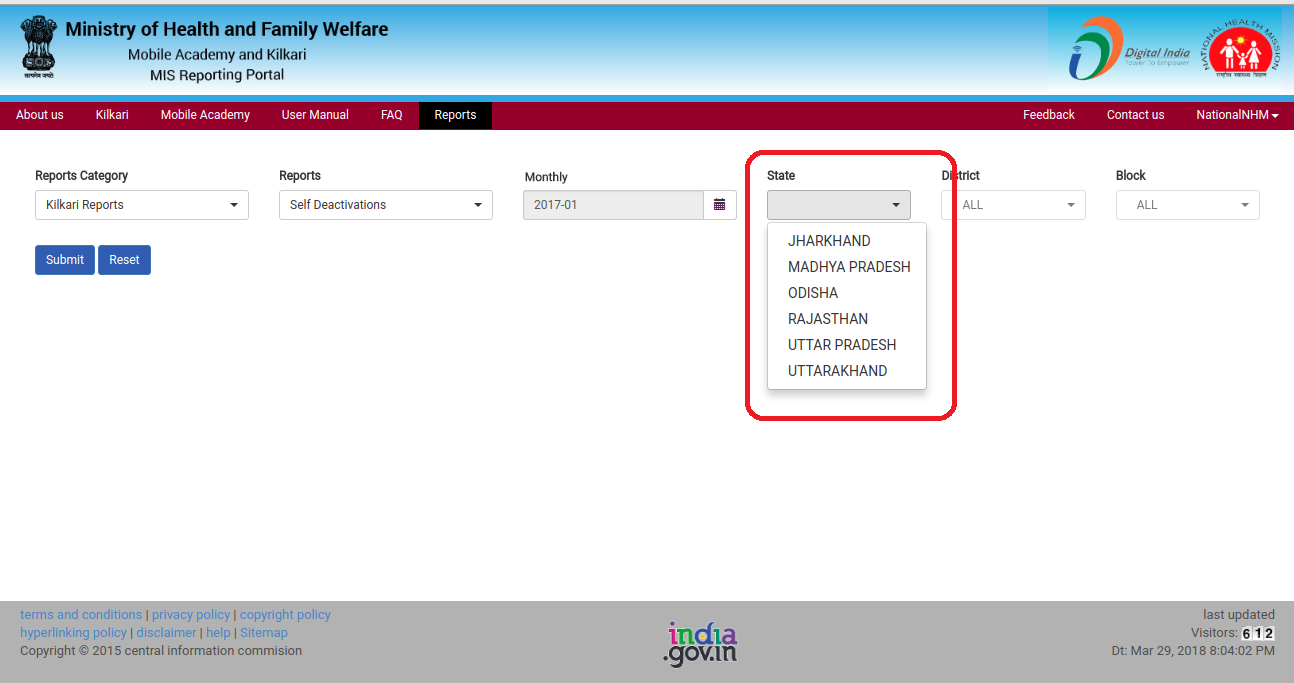 Ministry of Health and Family Welfare
Mobile Academy and Kilkari
MIS Reporting Portal
सत्यमेव जयते
Digital India
Power To Empower
NATIONAL HEALTH MISSION
राष्ट्रीय स्वास्थ्य मिशन
About us Kilkari Mobile Academy User Manual FAQ Reports Feedback Contact us NationalNHM
Reports Category Reports Monthly State District Block
Kilkari Reports Self Deactivations 2017-01 ALL ALL
Submit Reset
JHARKHAND
MADHYA PRADESH
ODISHA
RAJASTHAN
UTTAR PRADESH
UTTARAKHAND
terms and conditions | privacy policy | copyright policy
hyperlinking policy | disclaimer | help | Sitemap
Copyright © 2015 central information commision
india
.gov.in
last updated
Visitors: 612
Dt: Mar 29, 2018 8:04:02 PM